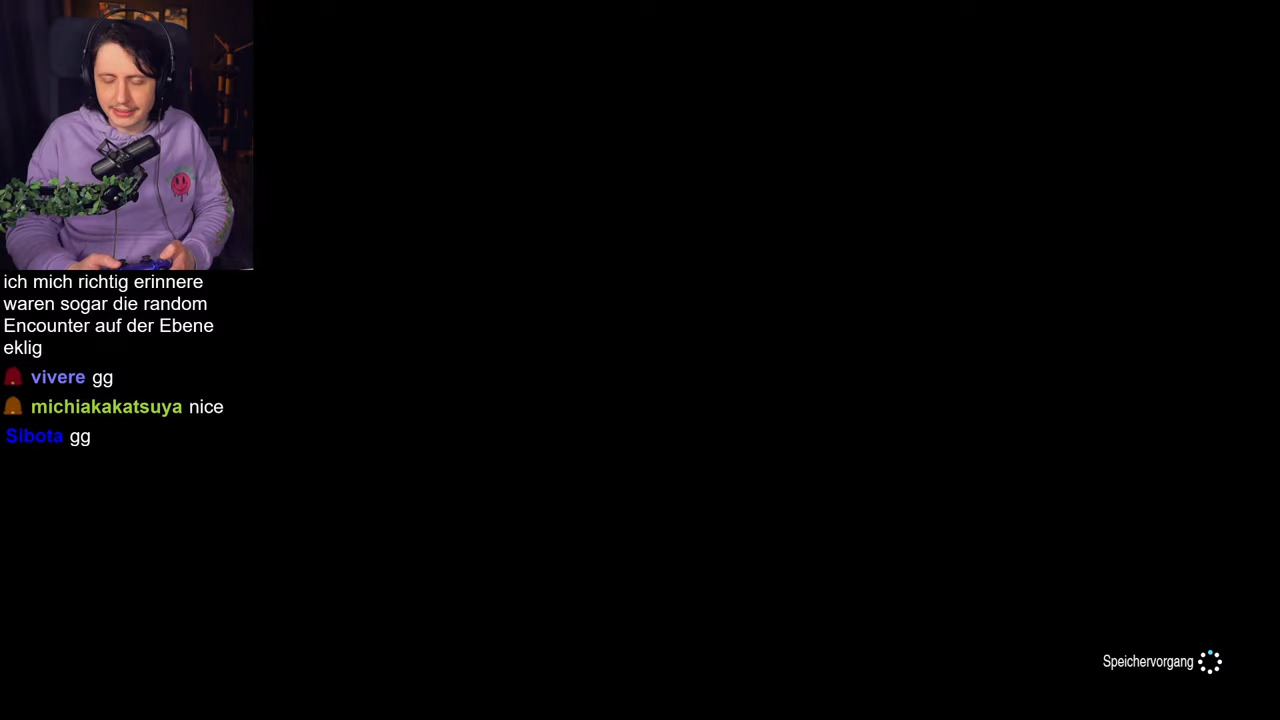 ich mich richtig erinnere
waren sogar die random
Encounter auf der Ebene
eklig
vivere gg
michiakakatsuya nice
Sibota gg
Speichervorgang